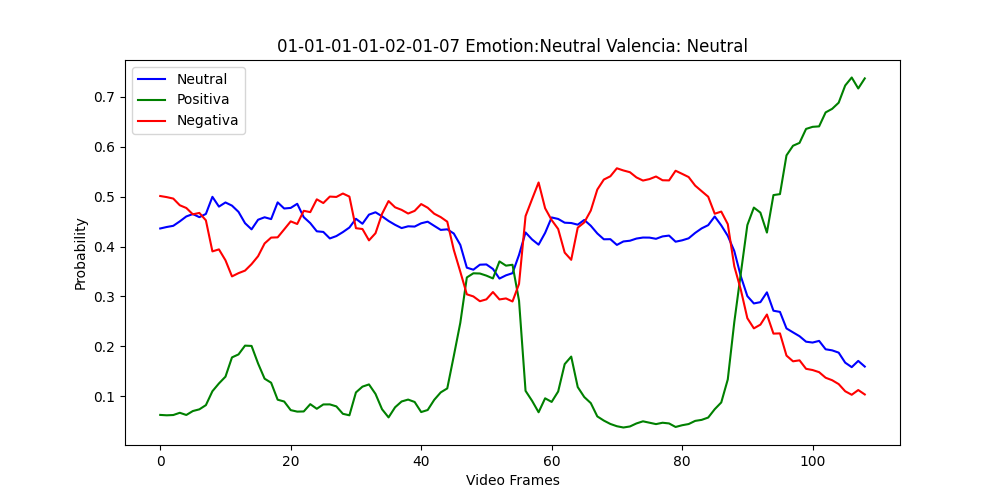 01-01-01-01-02-01-07 Emotion:Neutral Valencia: Neutral
Neutral
Positiva
Negativa
Probability
0.7
0.6
0.5
0.4
0.3
0.2
0.1
0 20 40 60 80 100
Video Frames